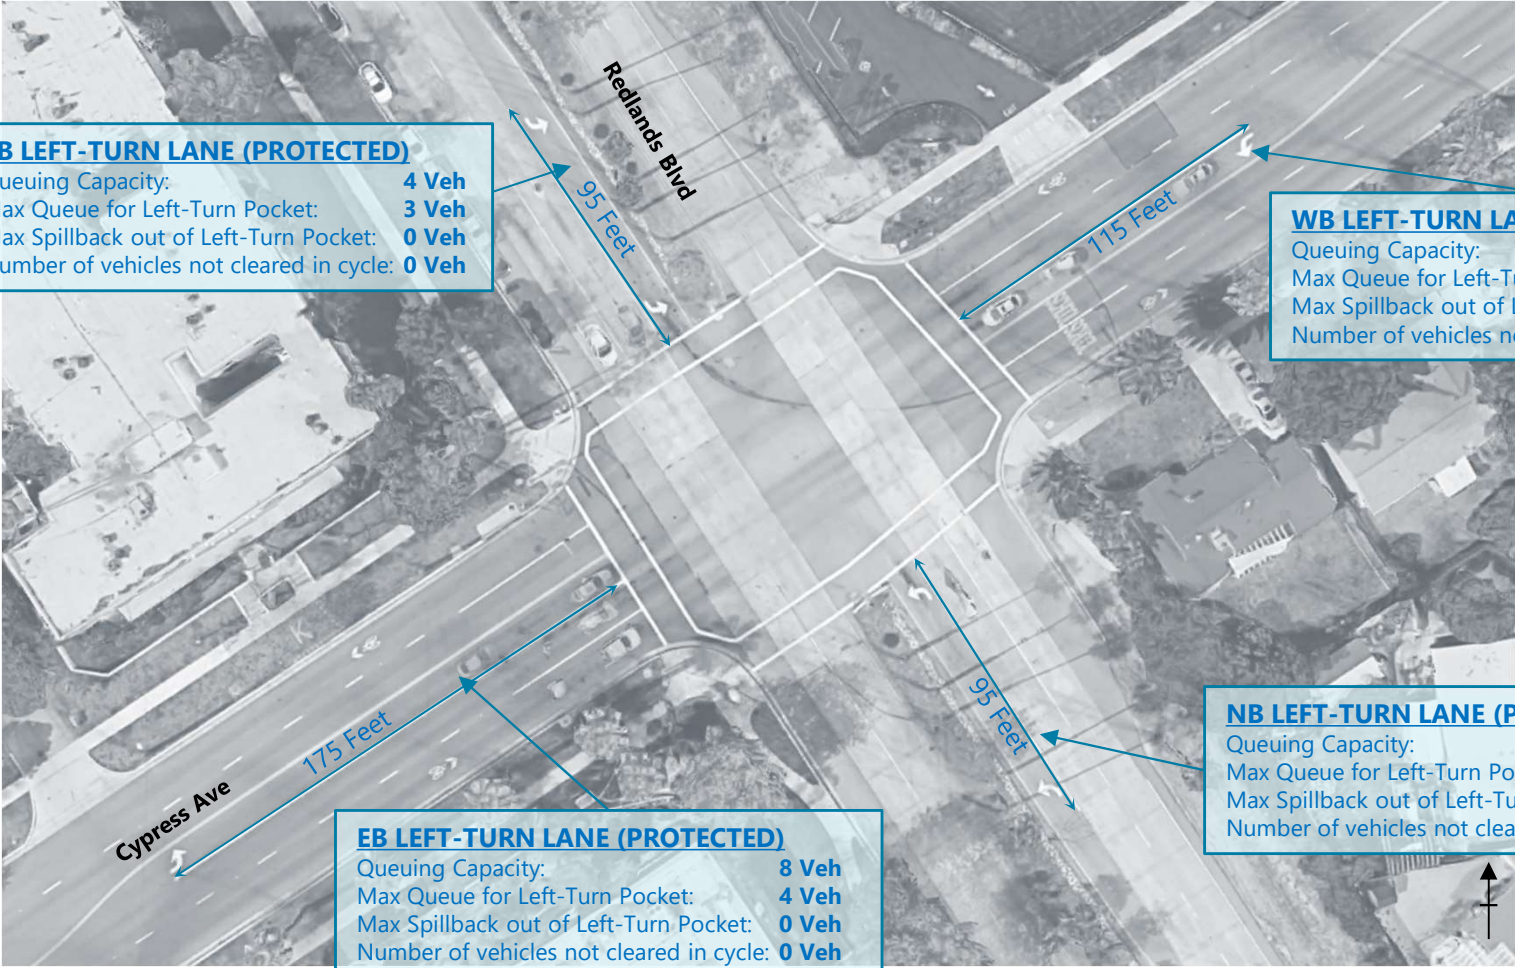 Redlands Blvd
B LEFT-TURN LANE (PROTECTED)
ueuing Capacity: 4 Veh
ax Queue for Left-Turn Pocket: 3 Veh
ax Spillback out of Left-Turn Pocket: 0 Veh
umber of vehicles not cleared in cycle: 0 Veh
95 Feet
115 Feet
WB LEFT-TURN LA
Queuing Capacity:
Max Queue for Left-Tu
Max Spillback out of L
Number of vehicles no
175 Feet
95 Feet
NB LEFT-TURN LANE (P
Queuing Capacity:
Max Queue for Left-Turn Po
Max Spillback out of Left-Tu
Number of vehicles not clea
Cypress Ave
EB LEFT-TURN LANE (PROTECTED)
Queuing Capacity: 8 Veh
Max Queue for Left-Turn Pocket: 4 Veh
Max Spillback out of Left-Turn Pocket: 0 Veh
Number of vehicles not cleared in cycle: 0 Veh